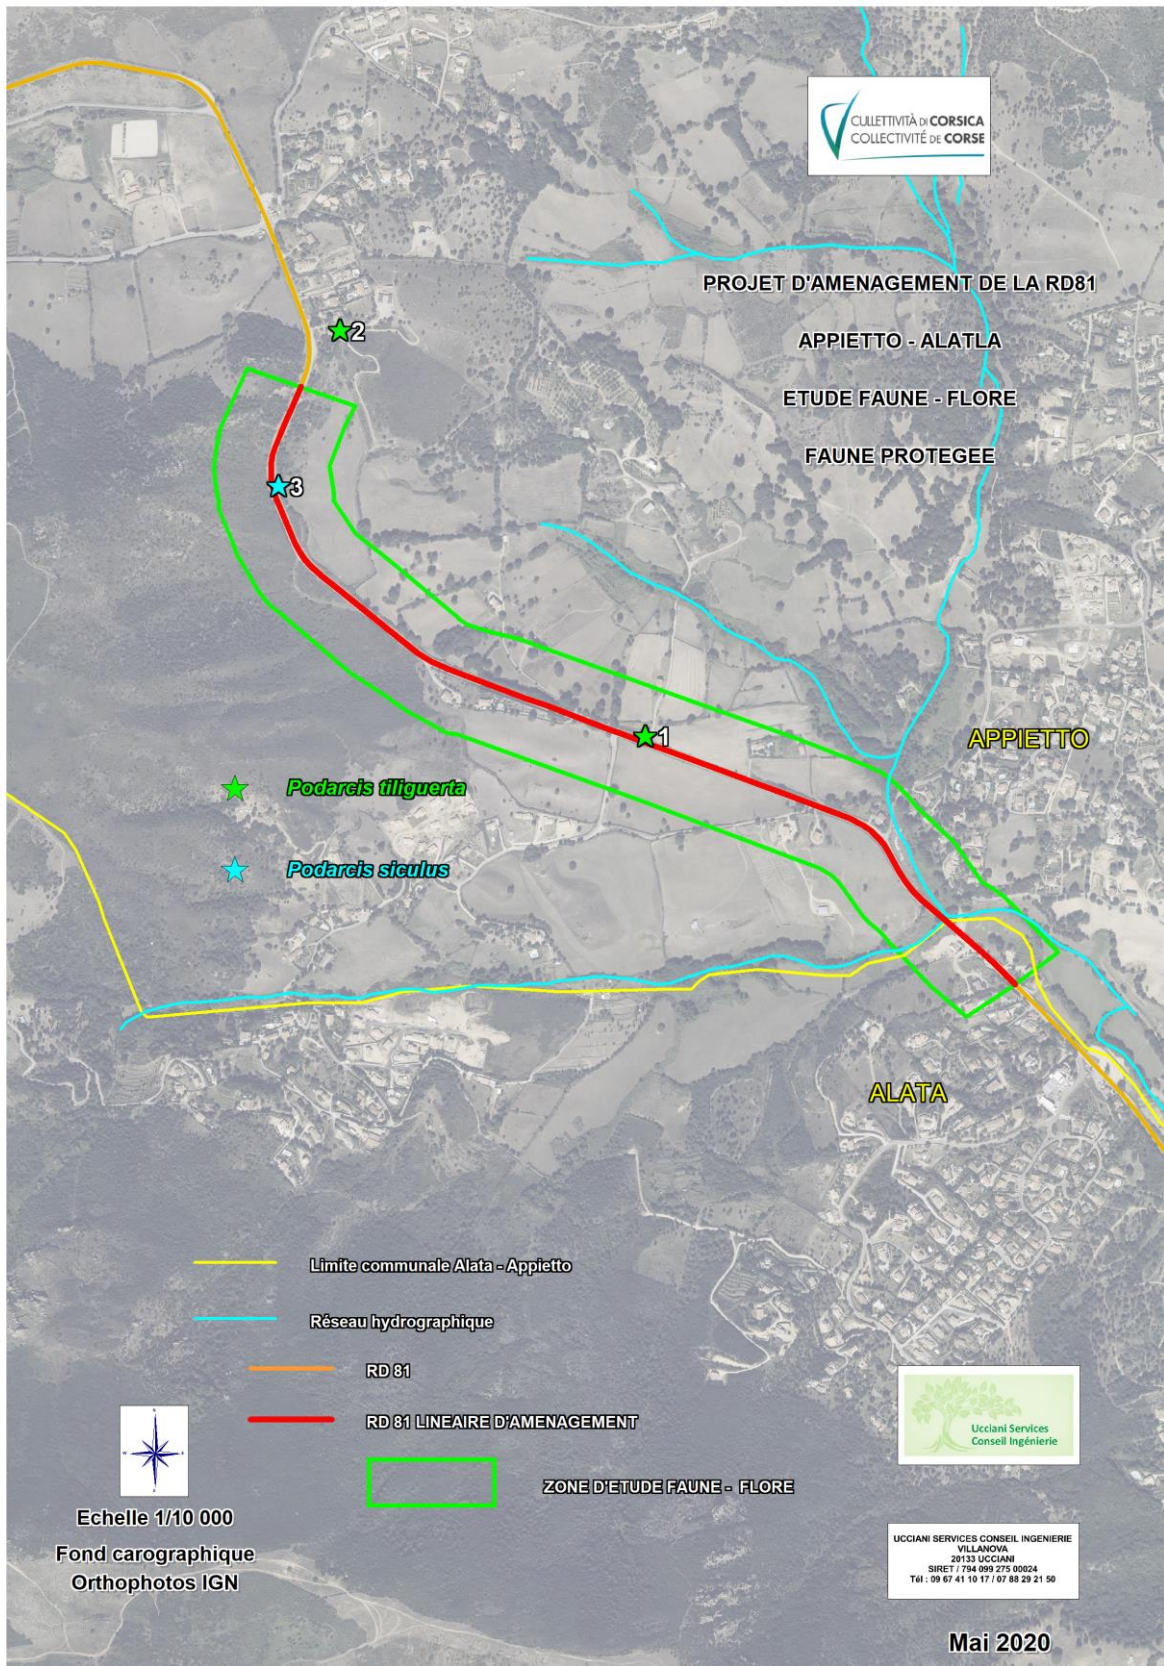 CULLETTIVITÀ DI CORSICA
COLLECTIVITÉ DE CORSE
PROJET D'AMENAGEMENT DE LA RD81
APPIETTO - ALATLA
ETUDE FAUNE - FLORE
FAUNE PROTEGEE
2
3
1
APPIETTO
Podarcis tiliguerta
Podarcis siculus
ALATA
Limite communale Alata - Appietto
Réseau hydrographique
RD 81
RD 81 LINEAIRE D'AMENAGEMENT
ZONE D'ETUDE FAUNE - FLORE
Ucciani Services
Conseil Ingénierie
Echelle 1/10 000
Fond carographique
Orthophotos IGN
UCCIANI SERVICES CONSEIL INGENIERIE
VILLANOVA
20133 UCCIANI
SIRET / 794 099 275 00024
Tél : 09 67 41 10 17 / 07 88 29 21 50
Mai 2020